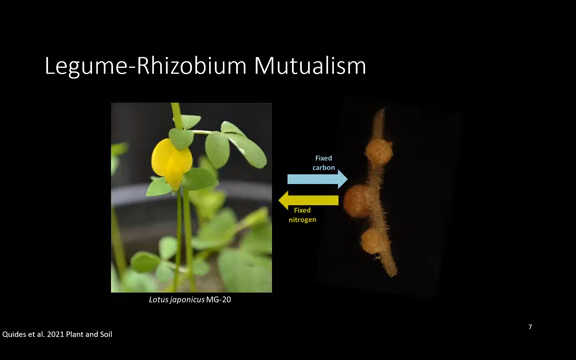 Legume-Rhizobium Mutualism
Fixed
carbon
Fixed
nitrogen
Lotus japonicus MG-20
Quides et al. 2021 Plant and Soil
7